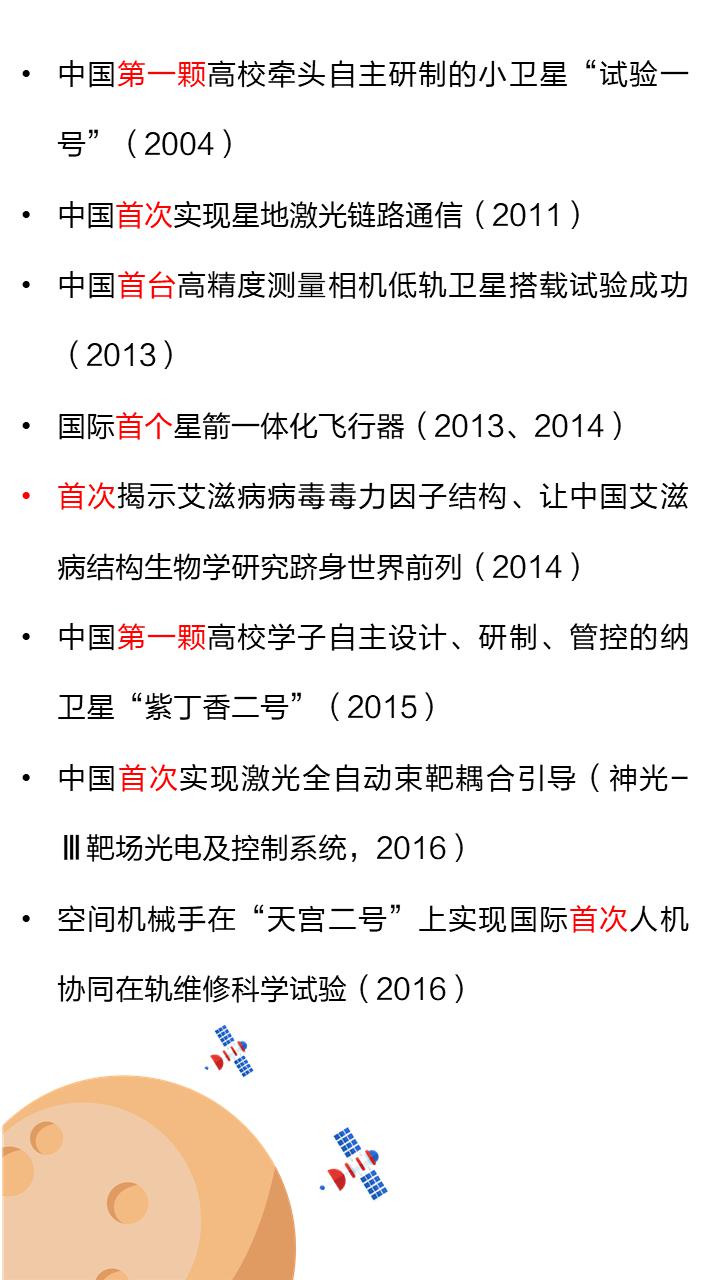 • 中国第一颗高校牵头自主研制的小卫星“试验一
号”（2004）
• 中国首次实现星地激光链路通信（2011）
• 中国首台高精度测量相机低轨卫星搭载试验成功
（2013）
• 国际首个星箭一体化飞行器（2013、2014）
• 首次揭示艾滋病病毒毒力因子结构、让中国艾滋
病结构生物学研究跻身世界前列（2014）
• 中国第一颗高校学子自主设计、研制、管控的纳
卫星“紫丁香二号”（2015）
• 中国首次实现激光全自动束靶耦合引导（神光-
Ⅲ靶场光电及控制系统，2016）
• 空间机械手在“天宫二号”上实现国际首次人机
协同在轨维修科学试验（2016）